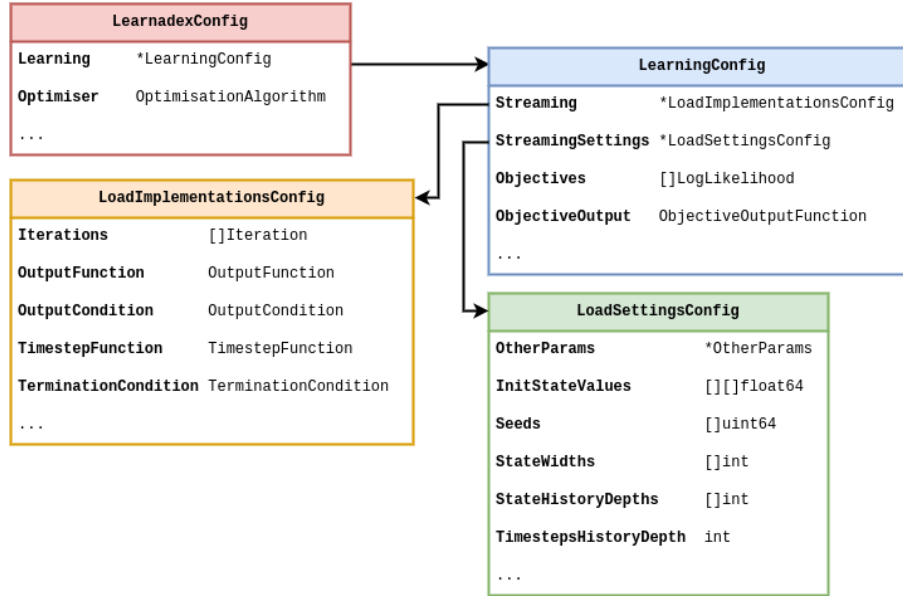 LearnadexConfig
Learning *LearningConfig
Optimiser OptimisationAlgorithm
...
LearningConfig
Streaming *LoadImplementationsConfig
StreamingSettings *LoadSettingsConfig
Objectives []LogLikelihood
ObjectiveOutput ObjectiveOutputFunction
...
LoadImplementationsConfig
Iterations []Iteration
OutputFunction OutputFunction
OutputCondition OutputCondition
TimestepFunction TimestepFunction
TerminationCondition TerminationCondition
...
LoadSettingsConfig
OtherParams *OtherParams
InitStateValues [][]float64
Seeds []uint64
StateWidths []int
StateHistoryDepths []int
TimestepsHistoryDepth int
...